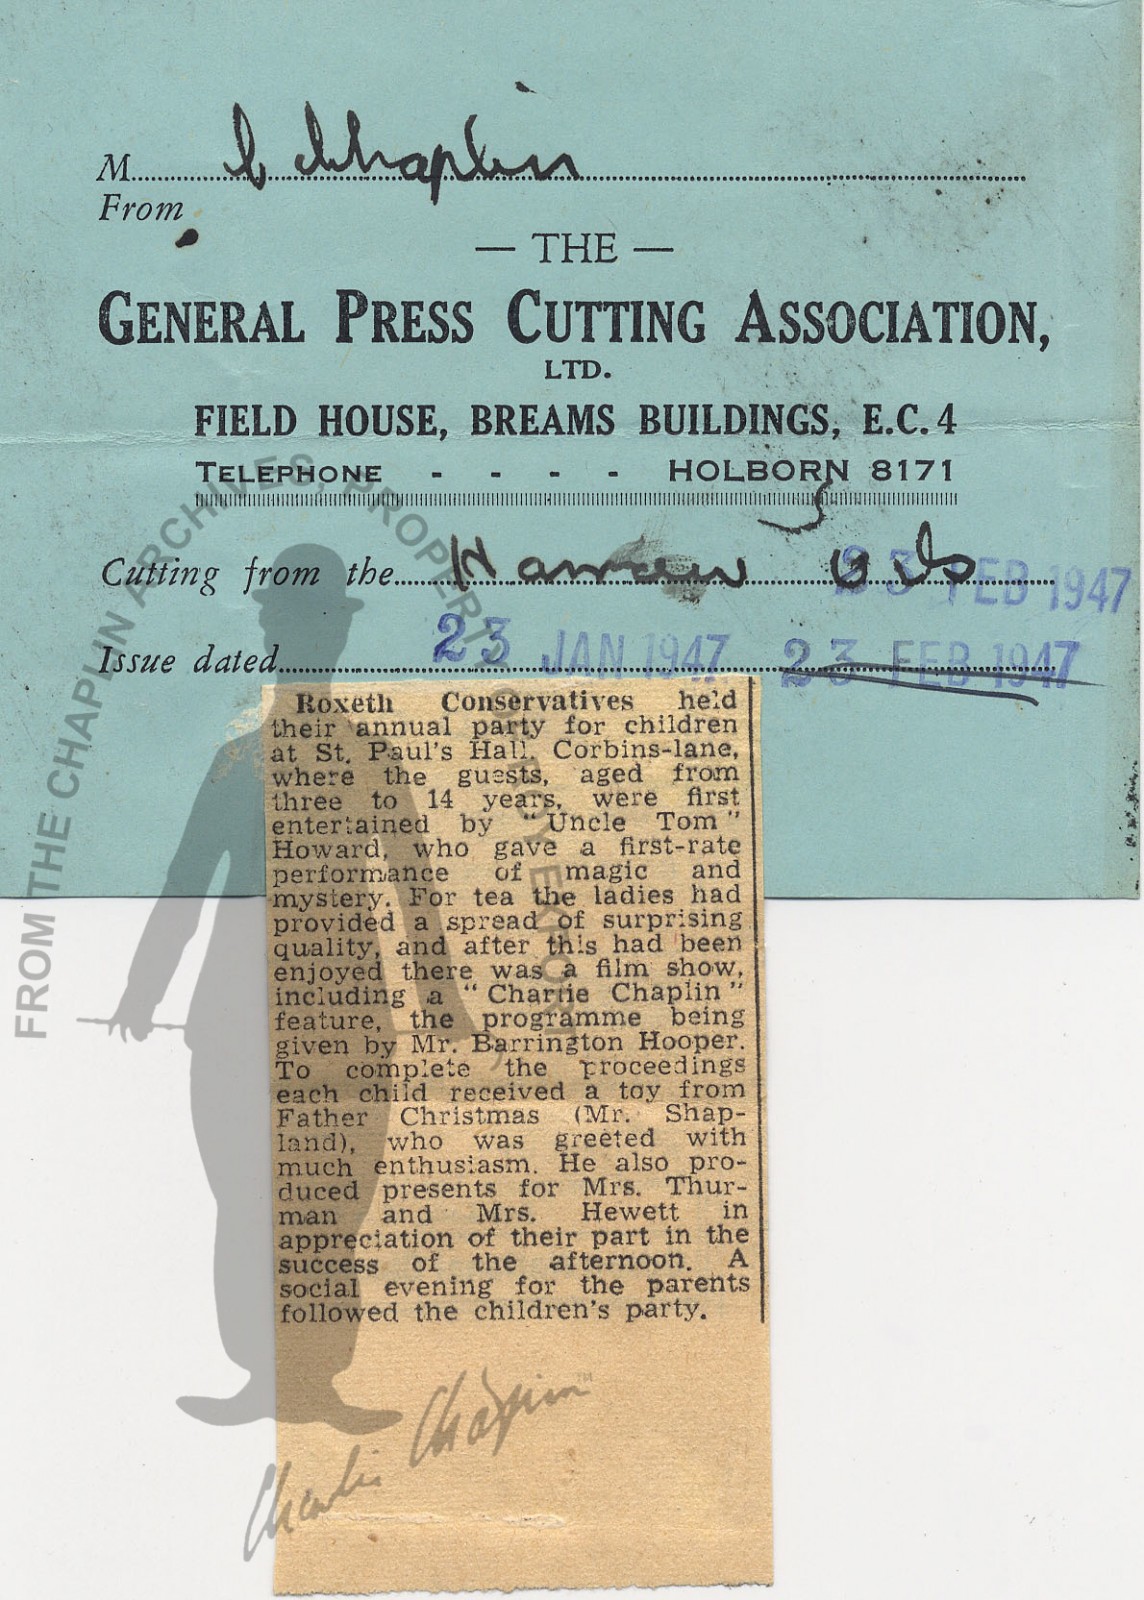 M........ C Chaplin
From
— THE —
GENERAL PRESS CUTTING ASSOCIATION,
LTD.
FIELD HOUSE, BREAMS BUILDINGS, E.C.4
TELEPHONE - - - - HOLBORN 8171
Cutting from the........ Harrow Obs
23 FEB 1947
Issue dated........ 23 JAN 1947 23 FEB 1947
Roxeth Conservatives held
their annual party for children
at St. Paul's Hall, Corbins-lane,
where the guests, aged from
three to 14 years, were first
entertained by "Uncle Tom"
Howard, who gave a first-rate
performance of magic and
mystery. For tea the ladies had
provided a spread of surprising
quality, and after this had been
enjoyed there was a film show,
including a "Charlie Chaplin"
feature, the programme being
given by Mr. Barrington Hooper.
To complete the proceedings
each child received a toy from
Father Christmas (Mr. Shap-
land), who was greeted with
much enthusiasm. He also pro-
duced presents for Mrs. Thur-
man and Mrs. Hewett in
appreciation of their part in the
success of the afternoon. A
social evening for the parents
followed the children's party.
FROM THE CHAPLIN ARCHIVES, PROPERTY OF ROY EXPORT
Charlie Chaplin™